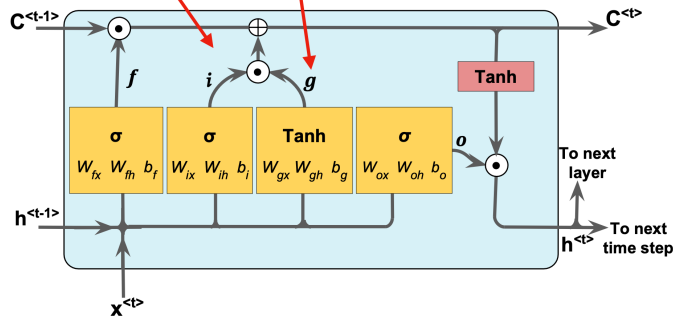 C<t-1>
C<t>
f
i
g
Tanh
σ
W_fx W_fh b_f
σ
W_ix W_ih b_i
Tanh
W_gx W_gh b_g
σ
W_ox W_oh b_o
o
To next
layer
h<t-1>
h<t>
To next
time step
x<t>